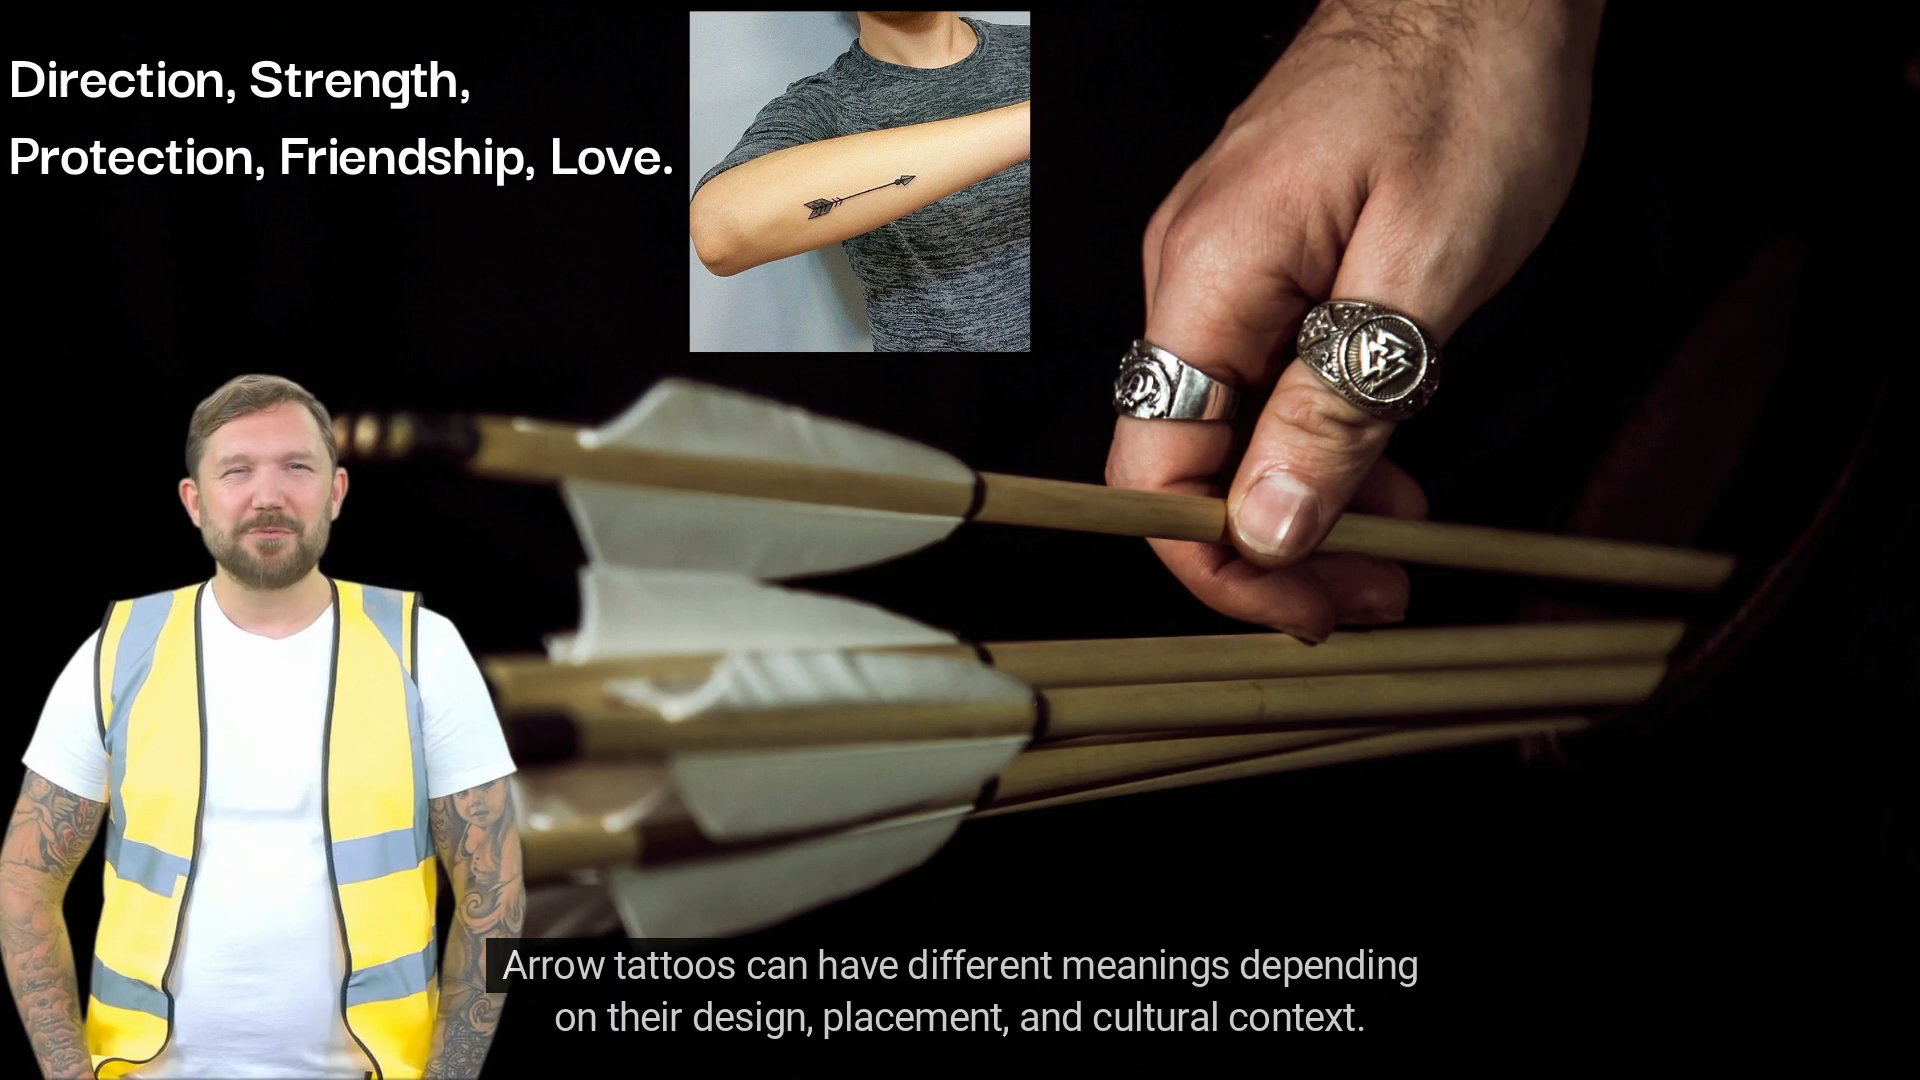 Direction, Strength,
Protection, Friendship, Love.
Arrow tattoos can have different meanings depending
on their design, placement, and cultural context.